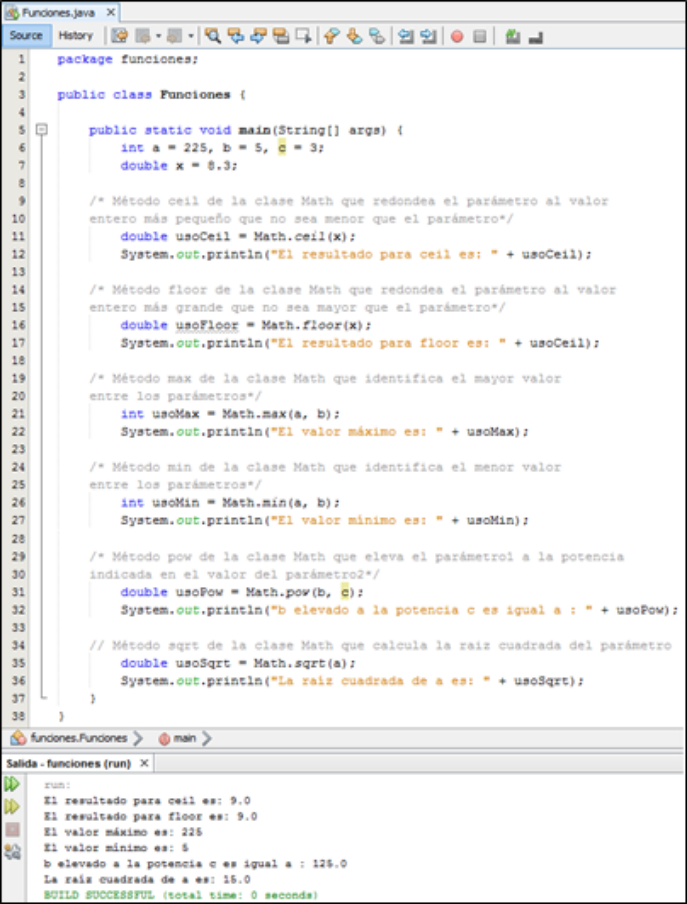 Funciones.java
Source History
1 package funciones;
2
3 public class Funciones {
4
5 public static void main(String[] args) {
6 int a = 225, b = 5, c = 3;
7 double x = 8.3;
8
9 /* Método ceil de la clase Math que redondea el parámetro al valor
10 entero más pequeño que no sea menor que el parámetro*/
11 double usoCeil = Math.ceil(x);
12 System.out.println("El resultado para ceil es: " + usoCeil);
13
14 /* Método floor de la clase Math que redondea el parámetro al valor
15 entero más grande que no sea mayor que el parámetro*/
16 double usoFloor = Math.floor(x);
17 System.out.println("El resultado para floor es: " + usoCeil);
18
19 /* Método max de la clase Math que identifica el mayor valor
20 entre los parámetros*/
21 int usoMax = Math.max(a, b);
22 System.out.println("El valor máximo es: " + usoMax);
23
24 /* Método min de la clase Math que identifica el menor valor
25 entre los parámetros*/
26 int usoMin = Math.min(a, b);
27 System.out.println("El valor mínimo es: " + usoMin);
28
29 /* Método pow de la clase Math que eleva el parámetro1 a la potencia
30 indicada en el valor del parámetro2*/
31 double usoPow = Math.pow(b, c);
32 System.out.println("b elevado a la potencia c es igual a : " + usoPow);
33
34 // Método sqrt de la clase Math que calcula la raiz cuadrada del parámetro
35 double usoSqrt = Math.sqrt(a);
36 System.out.println("La raíz cuadrada de a es: " + usoSqrt);
37 }
38 }
funciones.Funciones main
Salida - funciones (run)
run:
El resultado para ceil es: 9.0
El resultado para floor es: 9.0
El valor máximo es: 225
El valor mínimo es: 5
b elevado a la potencia c es igual a : 125.0
La raíz cuadrada de a es: 15.0
BUILD SUCCESSFUL (total time: 0 seconds)